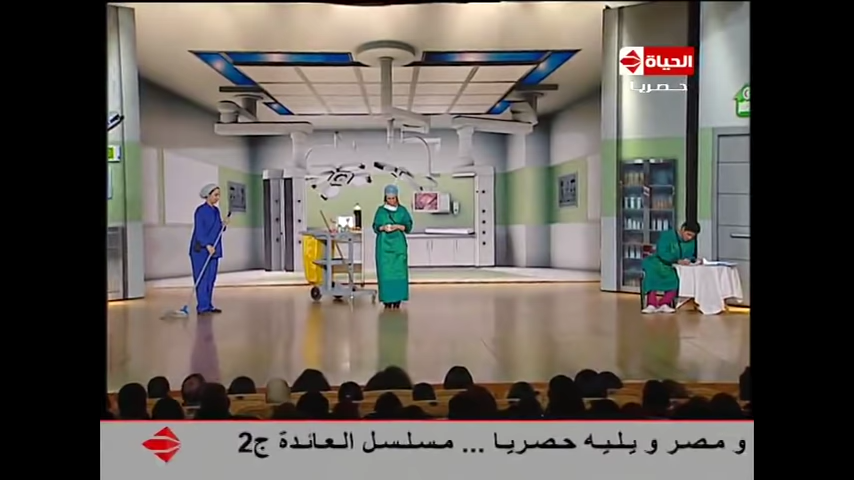 الحياة
حصريا
و مصر و يليه حصريا ... مسلسل العائدة ج2